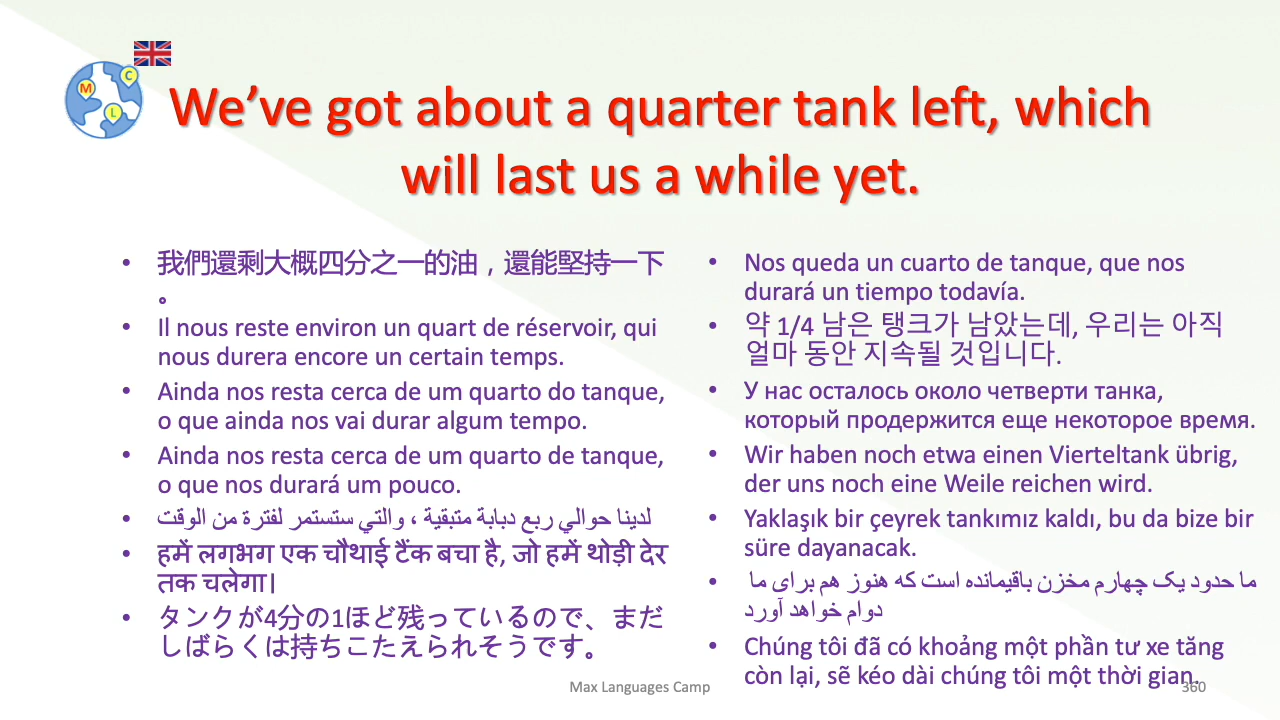 M
C
L
We’ve got about a quarter tank left, which
will last us a while yet.
• 我們還剩大概四分之一的油，還能堅持一下
。
• Il nous reste environ un quart de réservoir, qui
nous durera encore un certain temps.
• Ainda nos resta cerca de um quarto do tanque,
o que ainda nos vai durar algum tempo.
• Ainda nos resta cerca de um quarto de tanque,
o que nos durará um pouco.
• لدينا حوالي ربع دبابة متبقية ، والتي ستستمر لفترة من الوقت
• हमें लगभग एक चौथाई टैंक बचा है, जो हमें थोड़ी देर
तक चलेगा।
• タンクが4分の1ほど残っているので、まだ
しばらくは持ちこたえられそうです。
• Nos queda un cuarto de tanque, que nos
durará un tiempo todavía.
• 약 1/4 남은 탱크가 남았는데, 우리는 아직
얼마 동안 지속될 것입니다.
• У нас осталось около четверти танка,
который продержится еще некоторое время.
• Wir haben noch etwa einen Vierteltank übrig,
der uns noch eine Weile reichen wird.
• Yaklaşık bir çeyrek tankımız kaldı, bu da bize bir
süre dayanacak.
• ما حدود یک چهارم مخزن باقیمانده است که هنوز هم برای ما
دوام خواهد آورد
• Chúng tôi đã có khoảng một phần tư xe tăng
còn lại, sẽ kéo dài chúng tôi một thời gian.
Max Languages Camp
360